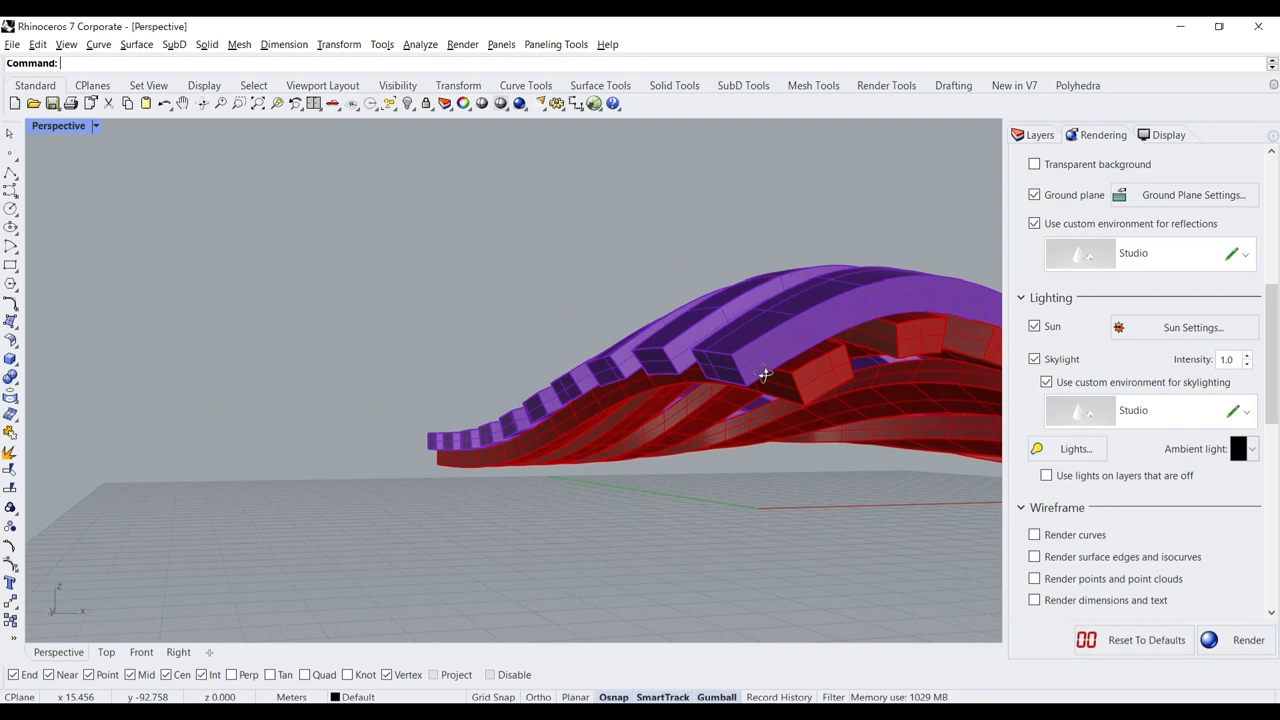 Rhinoceros 7 Corporate - [Perspective]
File Edit View Curve Surface SubD Solid Mesh Dimension Transform Tools Analyze Render Panels Paneling Tools Help
Command:
Standard CPlanes Set View Display Select Viewport Layout Visibility Transform Curve Tools Surface Tools Solid Tools SubD Tools Mesh Tools Render Tools Drafting New in V7 Polyhedra
Perspective
Layers Rendering Display
Transparent background
Ground plane Ground Plane Settings...
Use custom environment for reflections
Studio
Lighting
Sun Sun Settings...
Skylight Intensity: 1.0
Use custom environment for skylighting
Studio
Lights... Ambient light:
Use lights on layers that are off
Wireframe
Render curves
Render surface edges and isocurves
Render points and point clouds
Render dimensions and text
Reset To Defaults Render
z
y x
Perspective Top Front Right
End Near Point Mid Cen Int Perp Tan Quad Knot Vertex Project Disable
CPlane x 15.456 y -92.758 z 0.000 Meters Default Grid Snap Ortho Planar Osnap SmartTrack Gumball Record History Filter Memory use: 1029 MB